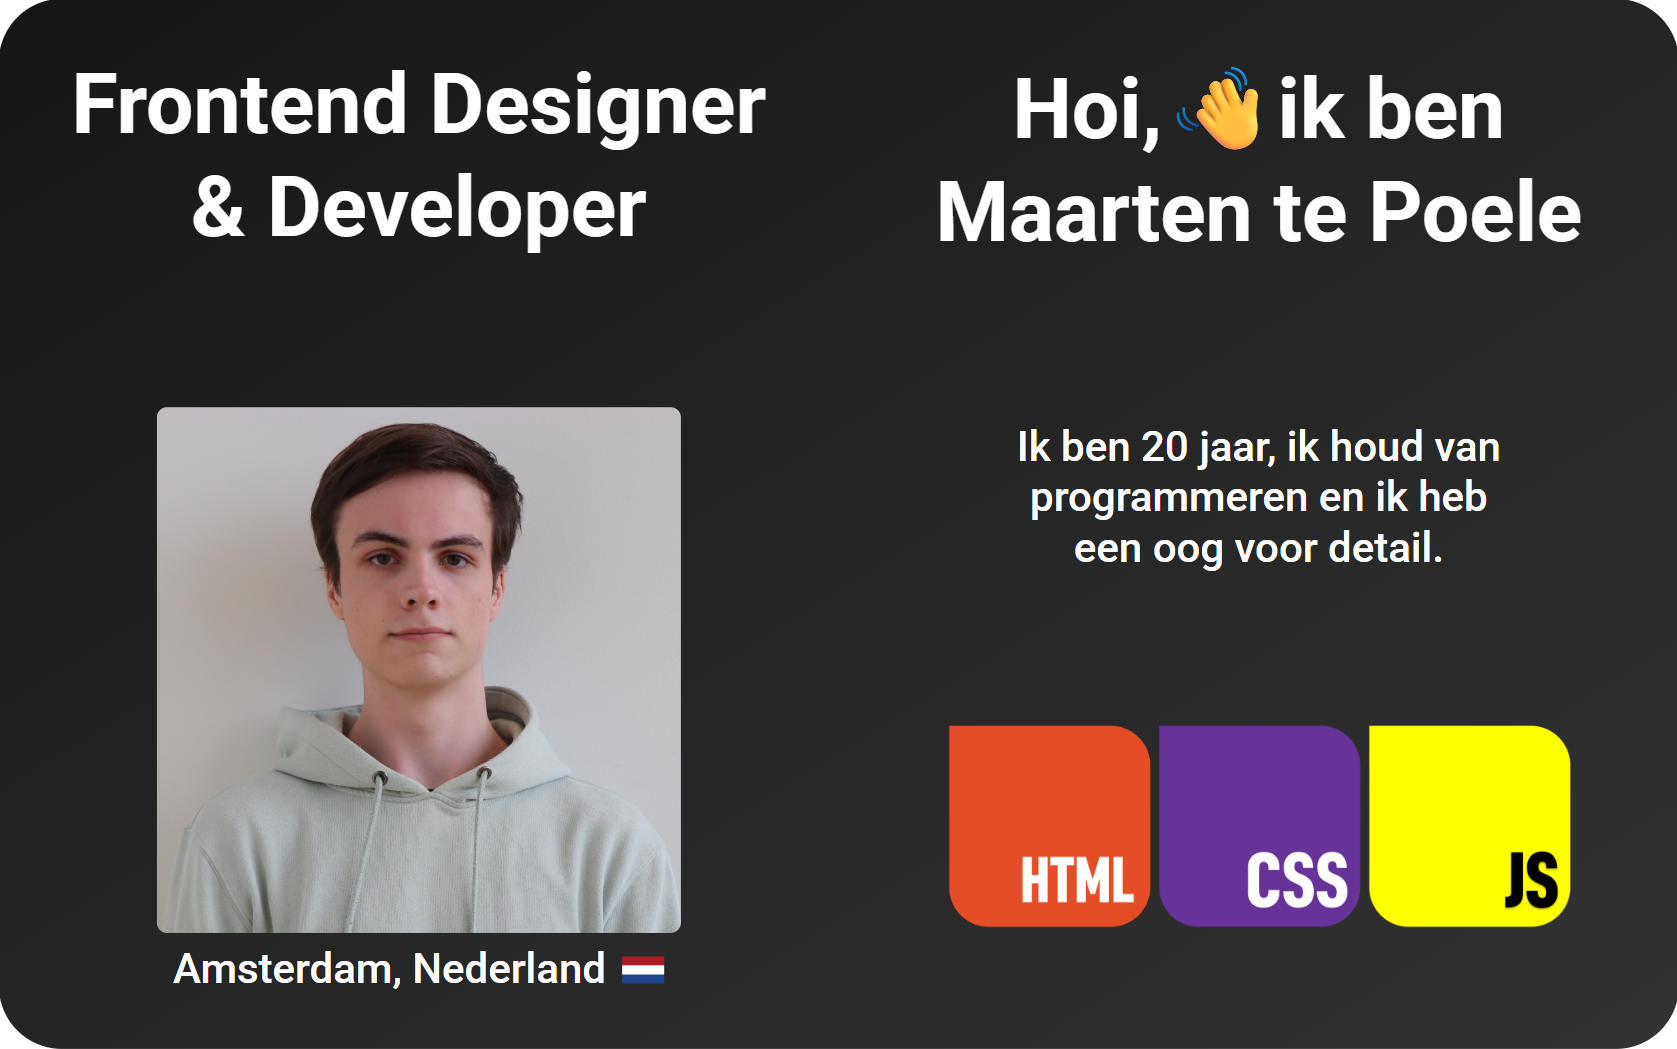 Frontend Designer
& Developer
Amsterdam, Nederland 🇳🇱
Hoi, 👋 ik ben
Maarten te Poele
Ik ben 20 jaar, ik houd van
programmeren en ik heb
een oog voor detail.
HTML
CSS
JS